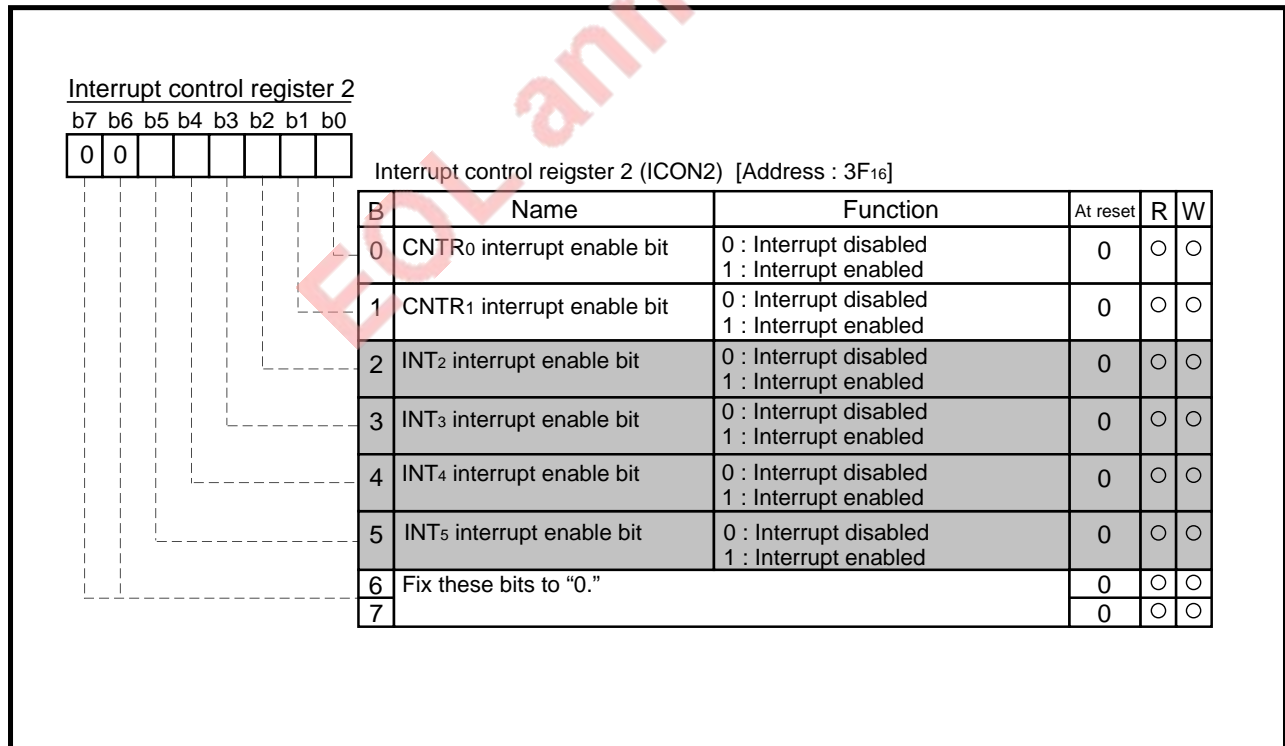 Interrupt control register 2
b7 b6 b5 b4 b3 b2 b1 b0
0 0
Interrupt control reigster 2 (ICON2) [Address : 3F16]
B Name Function At reset R W
0 CNTR0 interrupt enable bit 0 : Interrupt disabled 0 ○ ○
1 : Interrupt enabled
1 CNTR1 interrupt enable bit 0 : Interrupt disabled 0 ○ ○
1 : Interrupt enabled
2 INT2 interrupt enable bit 0 : Interrupt disabled 0 ○ ○
1 : Interrupt enabled
3 INT3 interrupt enable bit 0 : Interrupt disabled 0 ○ ○
1 : Interrupt enabled
4 INT4 interrupt enable bit 0 : Interrupt disabled 0 ○ ○
1 : Interrupt enabled
5 INT5 interrupt enable bit 0 : Interrupt disabled 0 ○ ○
1 : Interrupt enabled
6 Fix these bits to “0.” 0 ○ ○
7 0 ○ ○
EOL